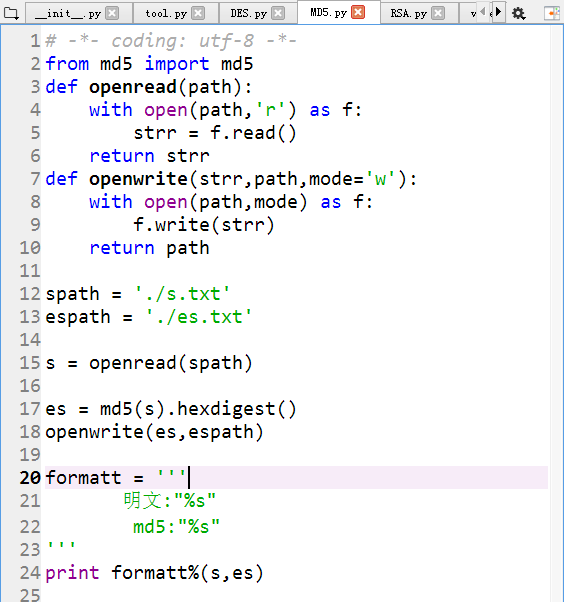 __init__.py tool.py DES.py MD5.py RSA.py
1 # -*- coding: utf-8 -*-
2 from md5 import md5
3 def openread(path):
4     with open(path,'r') as f:
5         strr = f.read()
6     return strr
7 def openwrite(strr,path,mode='w'):
8     with open(path,mode) as f:
9         f.write(strr)
10     return path
11
12 spath = './s.txt'
13 espath = './es.txt'
14
15 s = openread(spath)
16
17 es = md5(s).hexdigest()
18 openwrite(es,espath)
19
20 formatt = '''
21        明文:"%s"
22         md5:"%s"
23 '''
24 print formatt%(s,es)
25